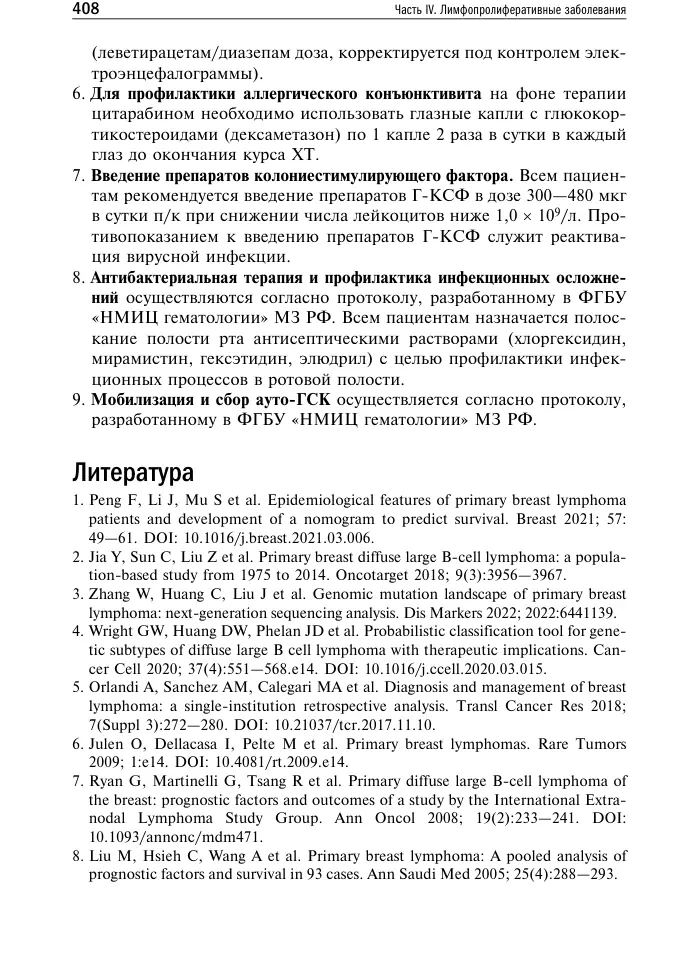 408
Часть IV. Лимфопролиферативные заболевания
(леветирацетам/диазепам доза, корректируется под контролем элек-
троэнцефалограммы).
6. Для профилактики аллергического конъюнктивита на фоне терапии
цитарабином необходимо использовать глазные капли с глюкокор-
тикостероидами (дексаметазон) по 1 капле 2 раза в сутки в каждый
глаз до окончания курса ХТ.
7. Введение препаратов колониестимулирующего фактора. Всем пациен-
там рекомендуется введение препаратов Г-КСФ в дозе 300—480 мкг
в сутки п/к при снижении числа лейкоцитов ниже 1,0 × 10⁹/л. Про-
тивопоказанием к введению препаратов Г-КСФ служит реактива-
ция вирусной инфекции.
8. Антибактериальная терапия и профилактика инфекционных осложне-
ний осуществляются согласно протоколу, разработанному в ФГБУ
«НМИЦ гематологии» МЗ РФ. Всем пациентам назначается полос-
кание полости рта антисептическими растворами (хлоргексидин,
мирамистин, гексэтидин, элюдрил) с целью профилактики инфек-
ционных процессов в ротовой полости.
9. Мобилизация и сбор ауто-ГСК осуществляется согласно протоколу,
разработанному в ФГБУ «НМИЦ гематологии» МЗ РФ.
Литература
1. Peng F, Li J, Mu S et al. Epidemiological features of primary breast lymphoma
patients and development of a nomogram to predict survival. Breast 2021; 57:
49—61. DOI: 10.1016/j.breast.2021.03.006.
2. Jia Y, Sun C, Liu Z et al. Primary breast diffuse large B-cell lymphoma: a popula-
tion-based study from 1975 to 2014. Oncotarget 2018; 9(3):3956—3967.
3. Zhang W, Huang C, Liu J et al. Genomic mutation landscape of primary breast
lymphoma: next-generation sequencing analysis. Dis Markers 2022; 2022:6441139.
4. Wright GW, Huang DW, Phelan JD et al. Probabilistic classification tool for gene-
tic subtypes of diffuse large B cell lymphoma with therapeutic implications. Can-
cer Cell 2020; 37(4):551—568.e14. DOI: 10.1016/j.ccell.2020.03.015.
5. Orlandi A, Sanchez AM, Calegari MA et al. Diagnosis and management of breast
lymphoma: a single-institution retrospective analysis. Transl Cancer Res 2018;
7(Suppl 3):272—280. DOI: 10.21037/tcr.2017.11.10.
6. Julen O, Dellacasa I, Pelte M et al. Primary breast lymphomas. Rare Tumors
2009; 1:e14. DOI: 10.4081/rt.2009.e14.
7. Ryan G, Martinelli G, Tsang R et al. Primary diffuse large B-cell lymphoma of
the breast: prognostic factors and outcomes of a study by the International Extra-
nodal Lymphoma Study Group. Ann Oncol 2008; 19(2):233—241. DOI:
10.1093/annonc/mdm471.
8. Liu M, Hsieh C, Wang A et al. Primary breast lymphoma: A pooled analysis of
prognostic factors and survival in 93 cases. Ann Saudi Med 2005; 25(4):288—293.